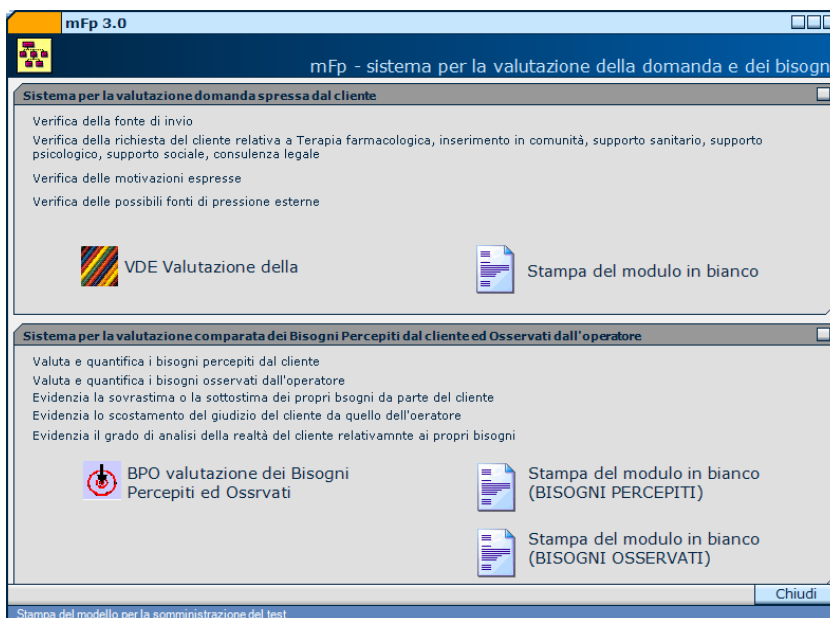 mFp 3.0
mFp - sistema per la valutazione della domanda e dei bisogn
Sistema per la valutazione domanda spressa dal cliente
Verifica della fonte di invio
Verifica della richiesta del cliente relativa a Terapia farmacologica, inserimento in comunità, supporto sanitario, supporto
psicologico, supporto sociale, consulenza legale
Verifica delle motivazioni espresse
Verifica delle possibili fonti di pressione esterne
VDE Valutazione della
Stampa del modulo in bianco
Sistema per la valutazione comparata dei Bisogni Percepiti dal cliente ed Osservati dall'operatore
Valuta e quantifica i bisogni percepiti dal cliente
Valuta e quantifica i bisogni osservati dall'operatore
Evidenzia la sovrastima o la sottostima dei propri bsogni da parte del cliente
Evidenzia lo scostamento del giudizio del cliente da quello dell'oeratore
Evidenzia il grado di analisi della realtà del cliente relativamnte ai propri bisogni
BPO valutazione dei Bisogni
Percepiti ed Ossrvati
Stampa del modulo in bianco
(BISOGNI PERCEPITI)
Stampa del modulo in bianco
(BISOGNI OSSERVATI)
Chiudi
Stampa del modello per la somministrazione del test